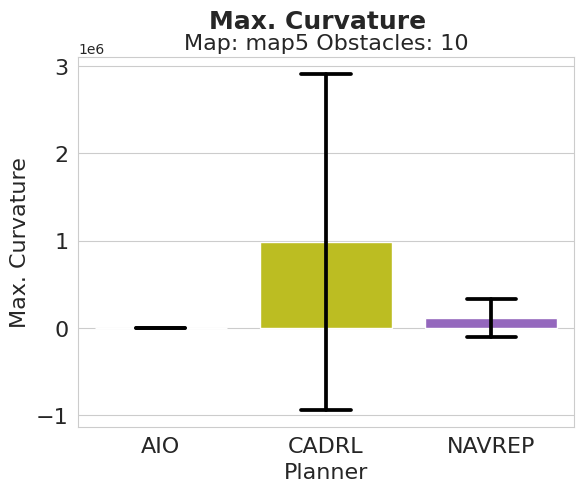 Max. Curvature
Map: map5 Obstacles: 10
1e6
3
2
1
0
−1
Max. Curvature
AIO CADRL NAVREP
Planner